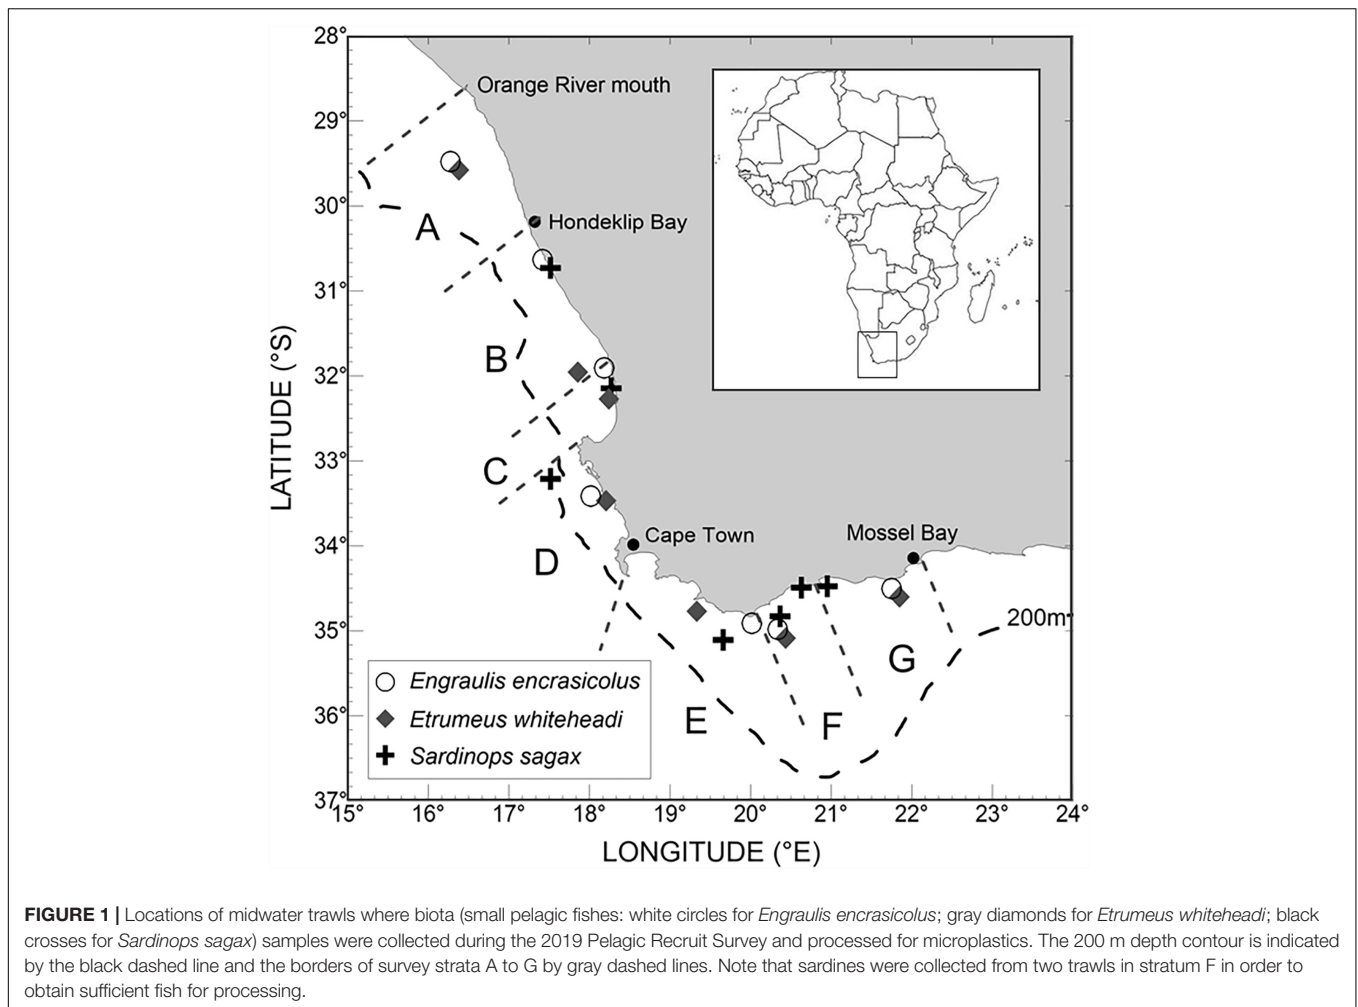 28°
Orange River mouth
29°
30°
A
Hondeklip Bay
31°
B
32°
33°
C
LATITUDE (°S)
34°
Cape Town
Mossel Bay
D
35°
200m
G
Engraulis encrasicolus
Etrumeus whiteheadi
Sardinops sagax
36°
E
F
37°
15°
16°
17°
18°
19°
20°
21°
22°
23°
24°
LONGITUDE (°E)
FIGURE 1 | Locations of midwater trawls where biota (small pelagic fishes: white circles for Engraulis encrasicolus; gray diamonds for Etrumeus whiteheadi; black
crosses for Sardinops sagax) samples were collected during the 2019 Pelagic Recruit Survey and processed for microplastics. The 200 m depth contour is indicated
by the black dashed line and the borders of survey strata A to G by gray dashed lines. Note that sardines were collected from two trawls in stratum F in order to
obtain sufficient fish for processing.